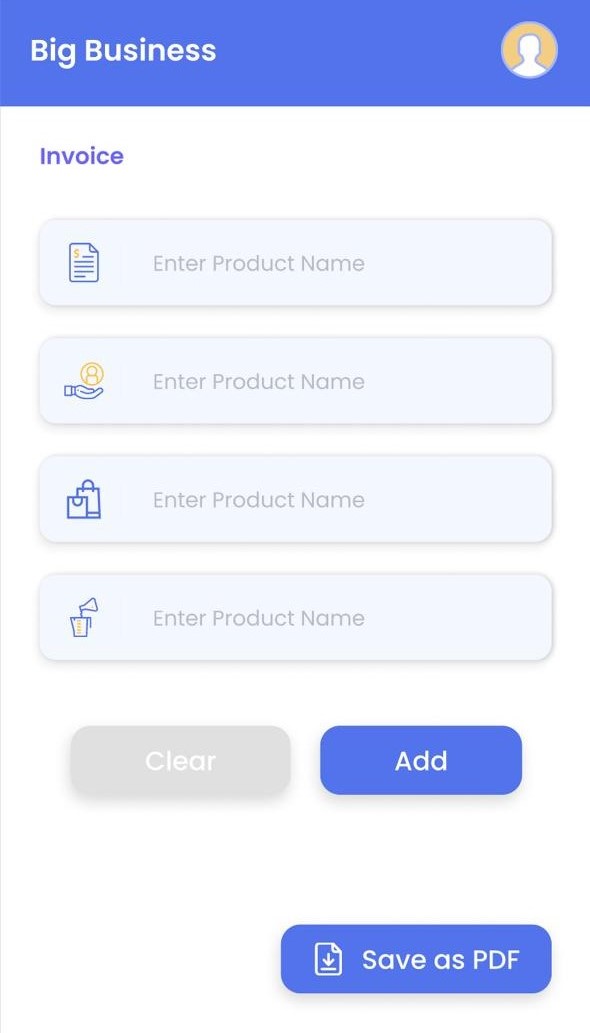 Big Business
Invoice
Enter Product Name
Enter Product Name
Enter Product Name
Enter Product Name
Clear
Add
Save as PDF